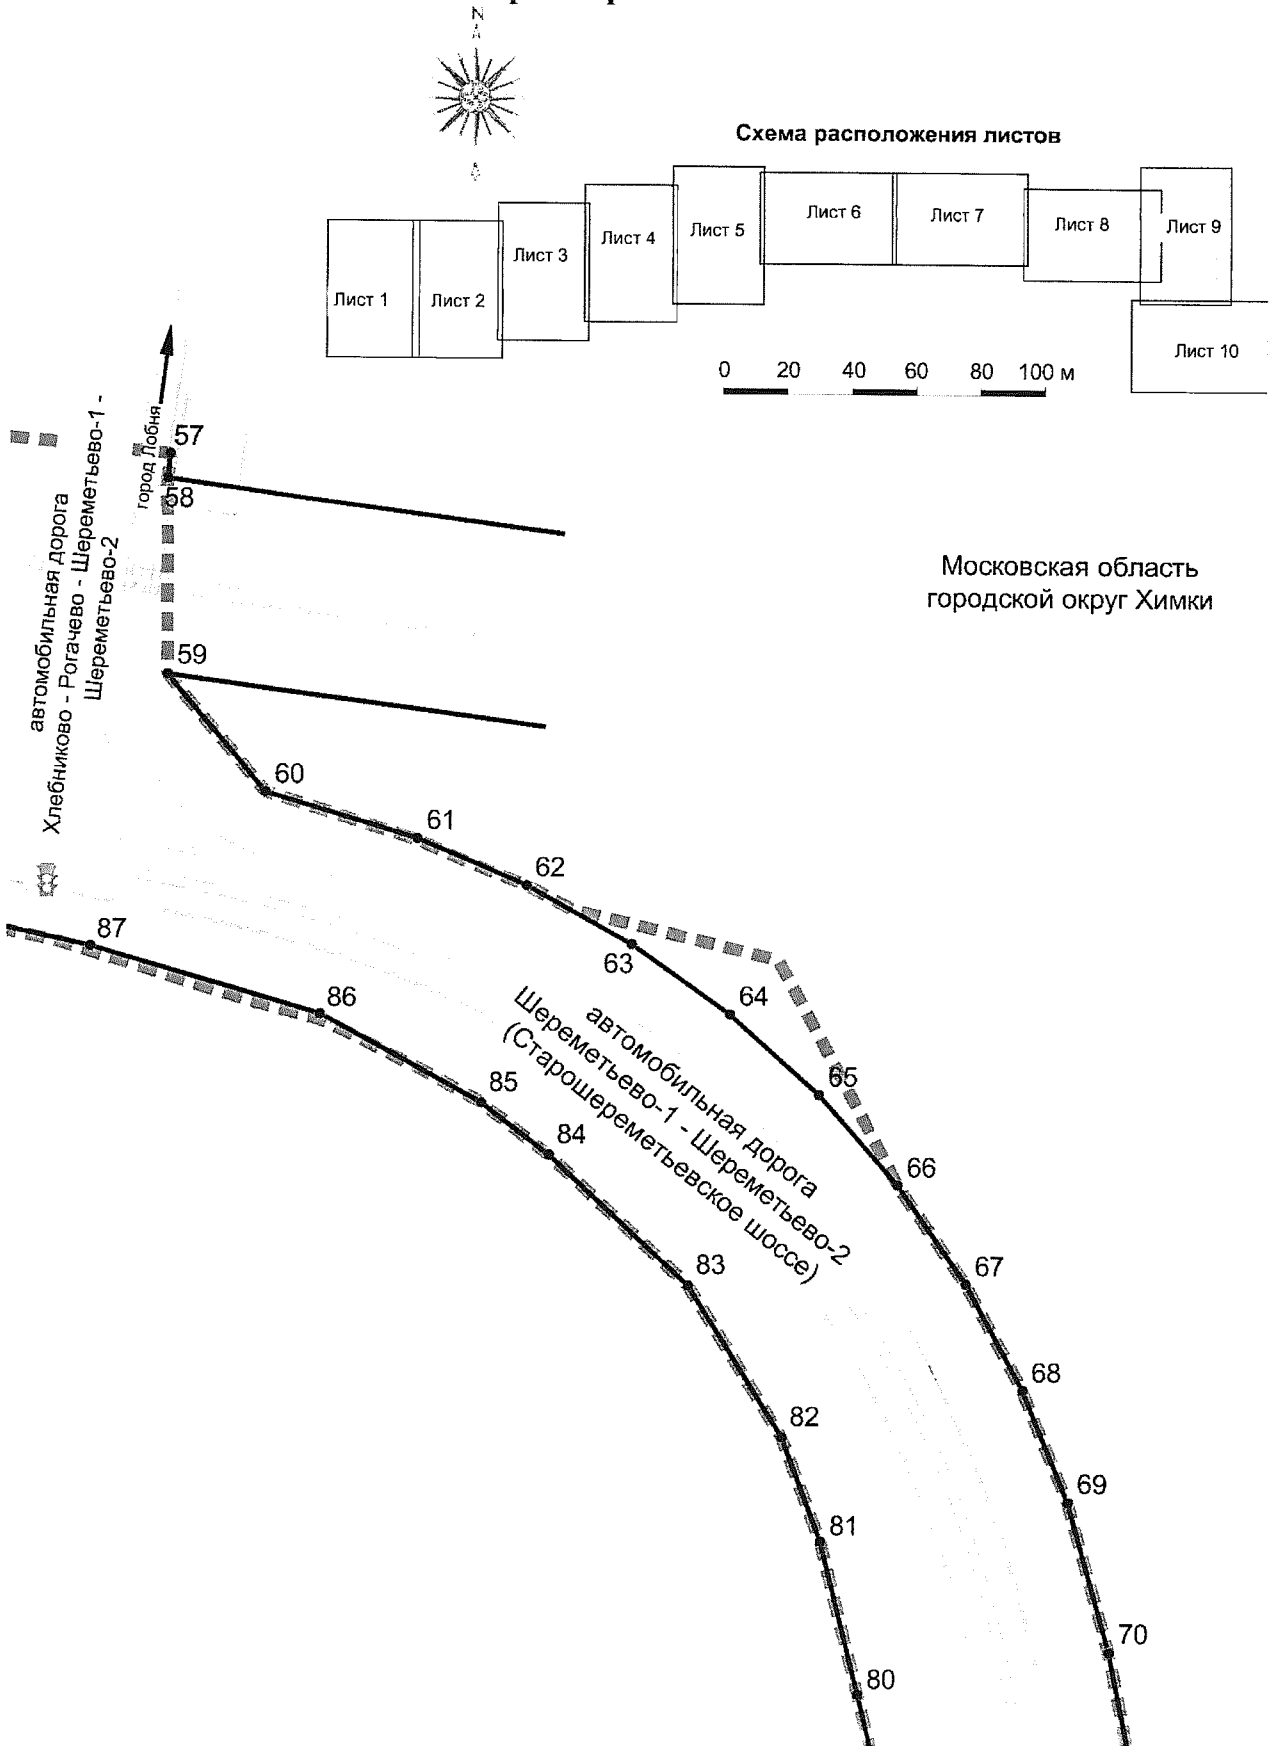 N
Схема расположения листов
Лист 1
Лист 2
Лист 3
Лист 4
Лист 5
Лист 6
Лист 7
Лист 8
Лист 9
Лист 10
0 20 40 60 80 100 м
город Лобня
автомобильная дорога
Хлебниково - Рогачево - Шереметьево-1 -
Шереметьево-2
57
58
Московская область
городской округ Химки
59
60
61
62
63
64
65
66
67
68
69
70
87
86
85
84
83
82
81
80
автомобильная дорога
Шереметьево-1 - Шереметьево-2
(Старошереметьевское шоссе)